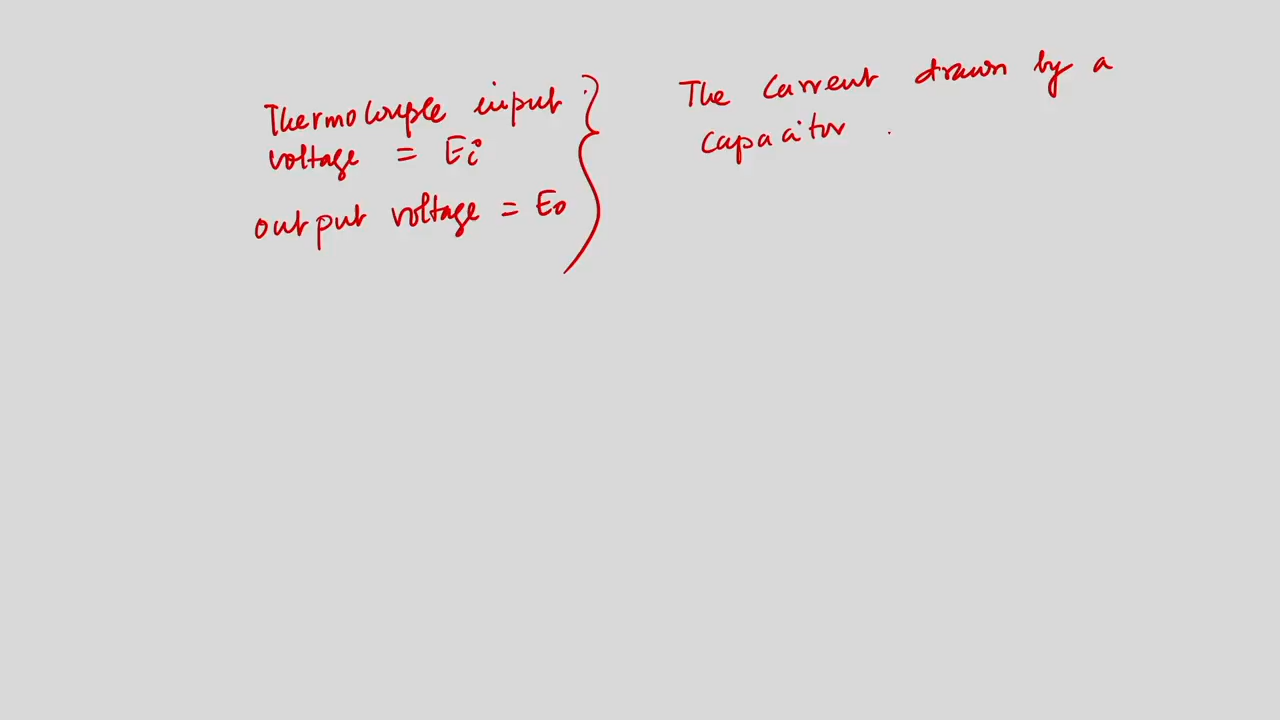 Thermocouple input
voltage = Ei
output voltage = Eo
The Current drawn by a
capacitor.